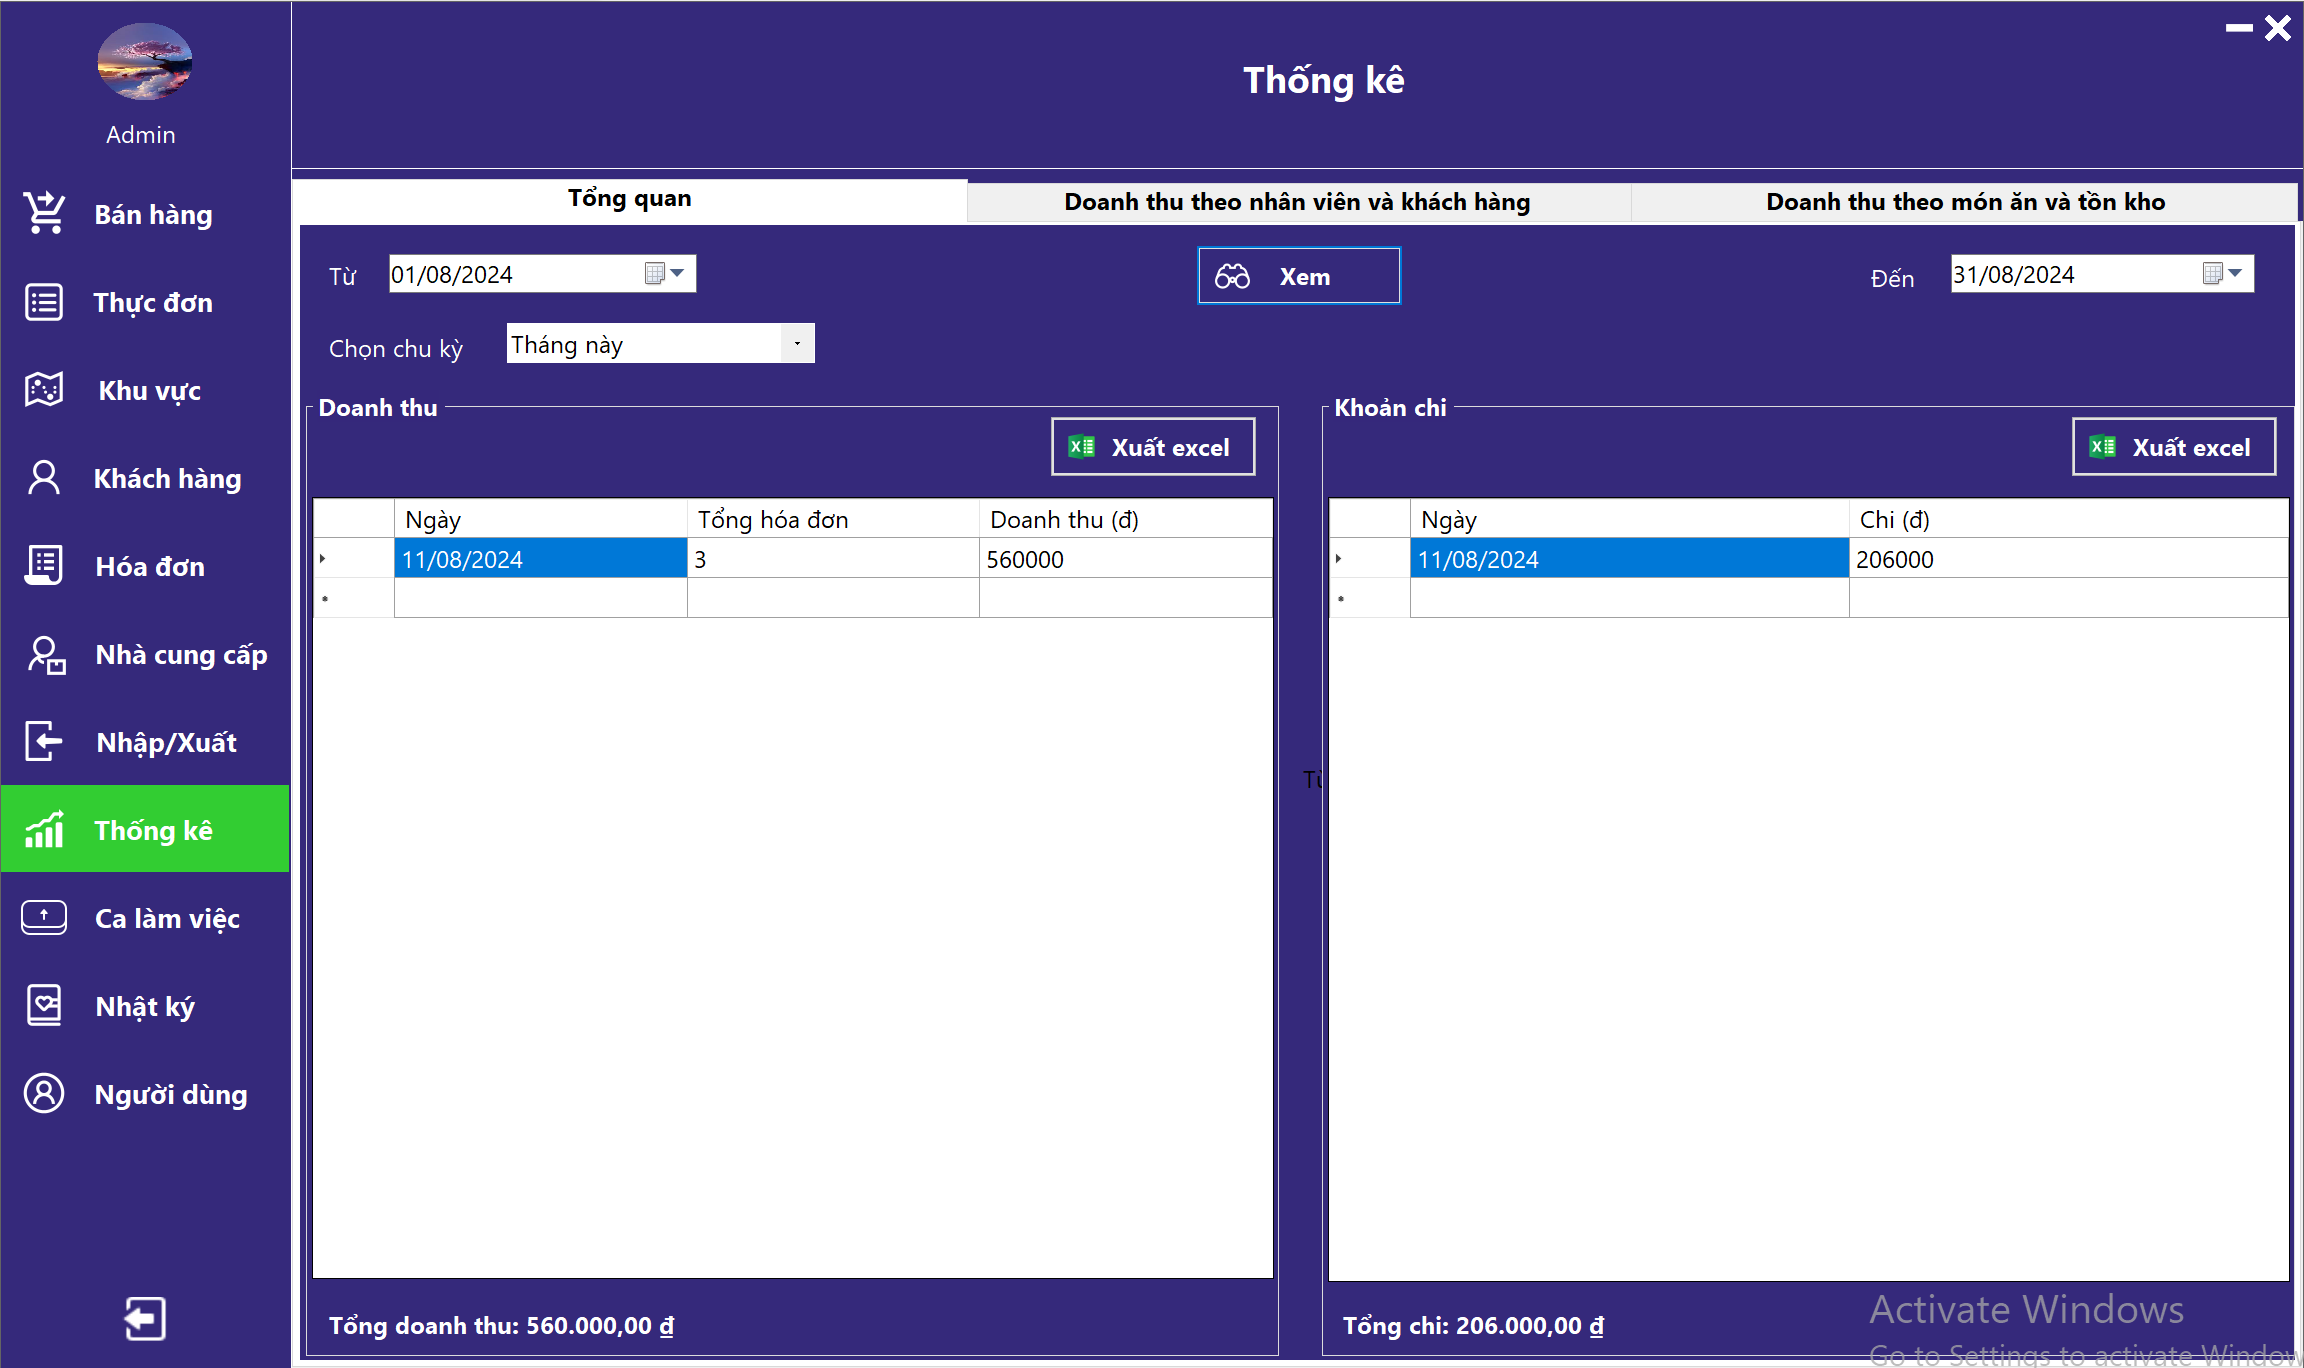 Admin
Bán hàng
Thực đơn
Khu vực
Khách hàng
Hóa đơn
Nhà cung cấp
Nhập/Xuất
Thống kê
Ca làm việc
Nhật ký
Người dùng
Thống kê
Tổng quan
Doanh thu theo nhân viên và khách hàng
Doanh thu theo món ăn và tồn kho
Từ 01/08/2024
Xem
Đến 31/08/2024
Chọn chu kỳ Tháng này
Doanh thu
Xuất excel
Ngày Tổng hóa đơn Doanh thu (đ)
11/08/2024 3 560000
Tổng doanh thu: 560.000,00 ₫
Khoản chi
Xuất excel
Ngày Chi (đ)
11/08/2024 206000
Tổng chi: 206.000,00 ₫
Activate Windows
Go to Settings to activate Window